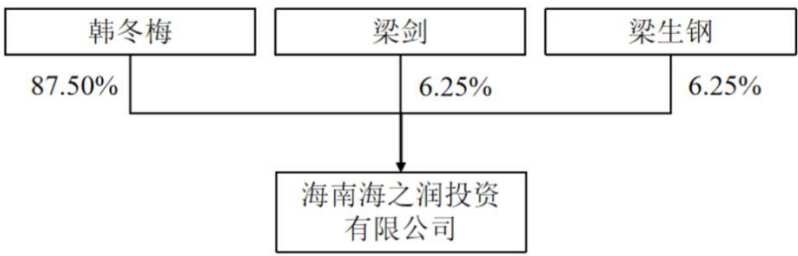 韩冬梅
梁剑
梁生钢
87.50%
6.25%
6.25%
海南海之润投资
有限公司